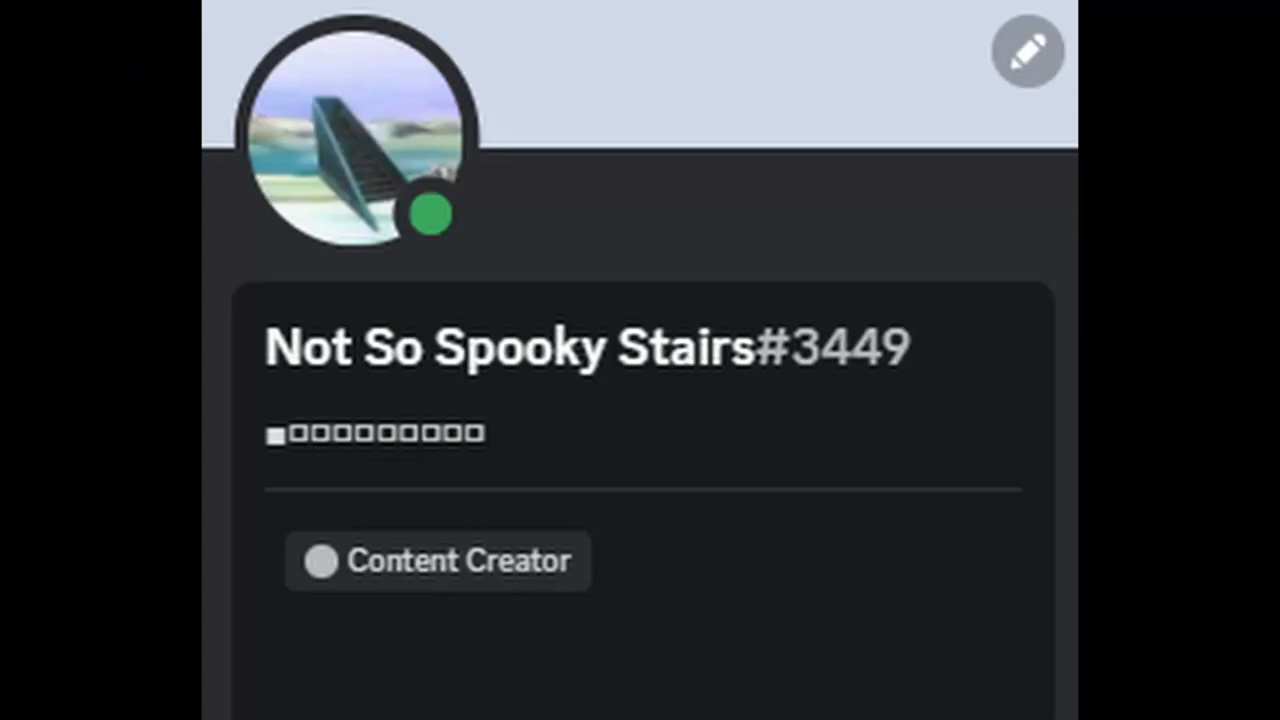 Not So Spooky Stairs#3449
■□□□□□□□□□
Content Creator